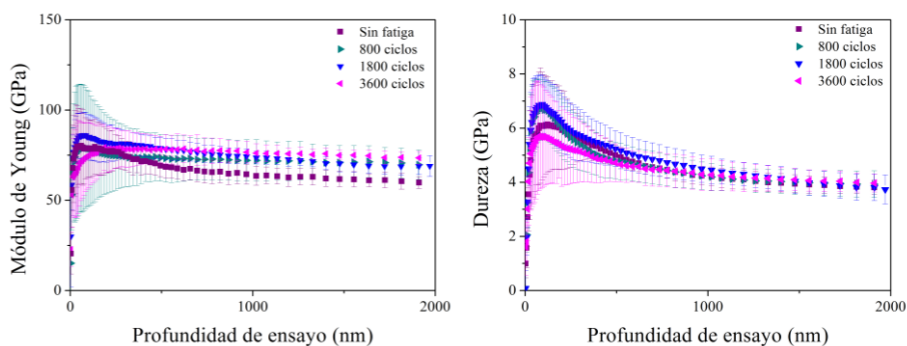 Módulo de Young (GPa)
150
100
50
0
Sin fatiga
800 ciclos
1800 ciclos
3600 ciclos
0
1000
2000
Profundidad de ensayo (nm)
Dureza (GPa)
10
8
6
4
2
0
Sin fatiga
800 ciclos
1800 ciclos
3600 ciclos
0
1000
2000
Profundidad de ensayo (nm)